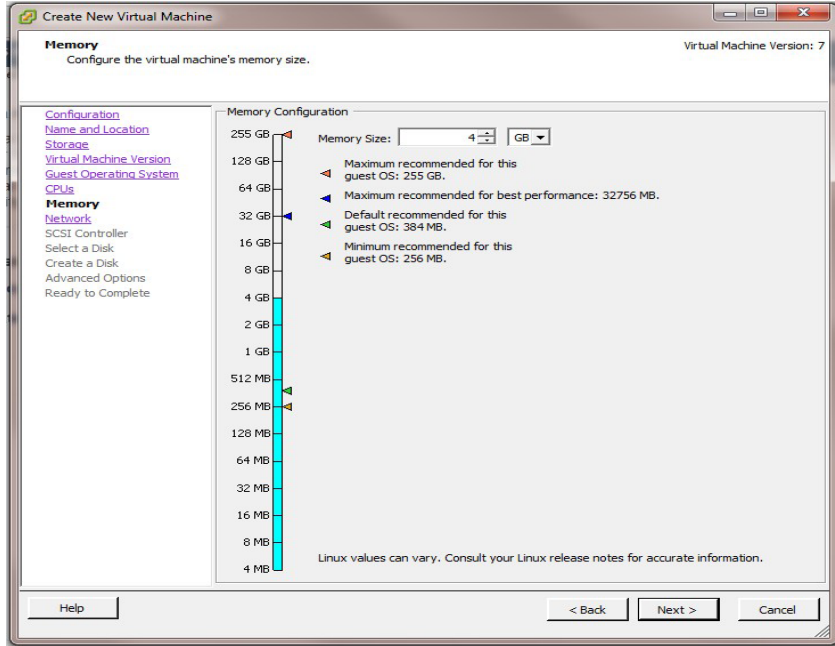 Create New Virtual Machine
Memory
Configure the virtual machine's memory size.
Virtual Machine Version: 7
Configuration
Name and Location
Storage
Virtual Machine Version
Guest Operating System
CPUs
Memory
Network
SCSI Controller
Select a Disk
Create a Disk
Advanced Options
Ready to Complete
Memory Configuration
255 GB
128 GB
64 GB
32 GB
16 GB
8 GB
4 GB
2 GB
1 GB
512 MB
256 MB
128 MB
64 MB
32 MB
16 MB
8 MB
4 MB
Memory Size: 4 GB
Maximum recommended for this
guest OS: 255 GB.
Maximum recommended for best performance: 32756 MB.
Default recommended for this
guest OS: 384 MB.
Minimum recommended for this
guest OS: 256 MB.
Linux values can vary. Consult your Linux release notes for accurate information.
Help
< Back
Next >
Cancel